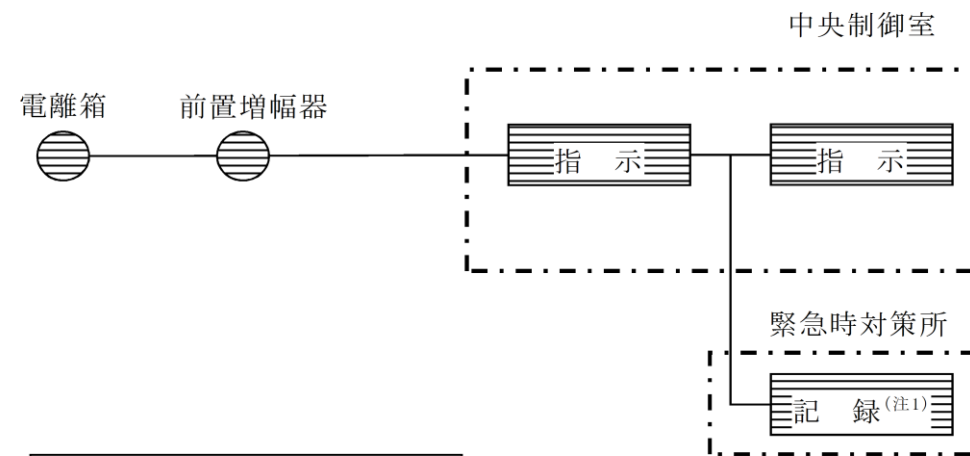 中央制御室
電離箱
前置増幅器
指 示
指 示
緊急時対策所
記 録(注1)